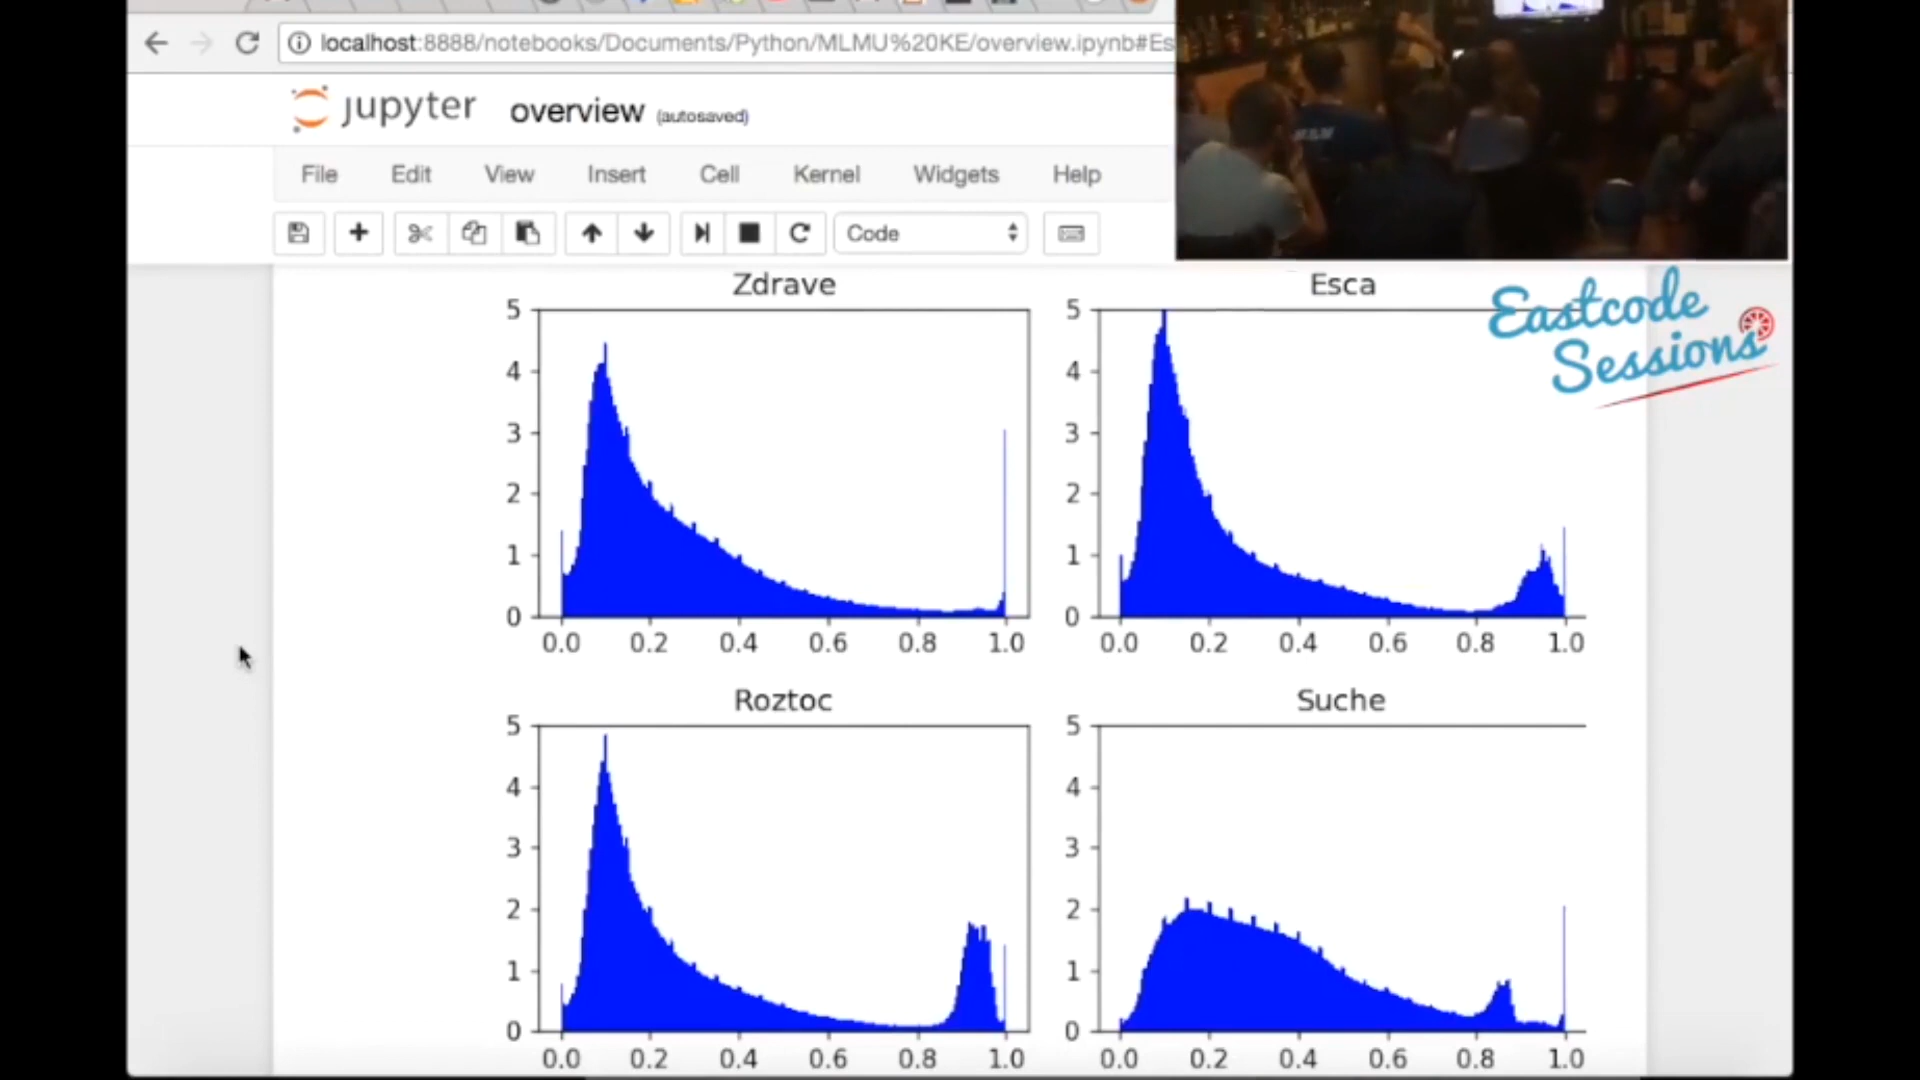 localhost:8888/notebooks/Documents/Python/MLMU%20KE/overview.ipynb#Es
jupyter overview (autosaved)
File Edit View Insert Cell Kernel Widgets Help
Code
Eastcode
Sessions
Zdrave
5
4
3
2
1
0
0.0 0.2 0.4 0.6 0.8 1.0
Esca
5
4
3
2
1
0
0.0 0.2 0.4 0.6 0.8 1.0
Roztoc
5
4
3
2
1
0
0.0 0.2 0.4 0.6 0.8 1.0
Suche
5
4
3
2
1
0
0.0 0.2 0.4 0.6 0.8 1.0